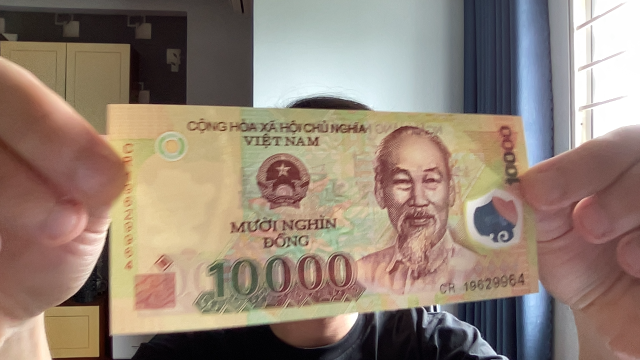 CỘNG HÒA XÃ HỘI CHỦ NGHĨA
VIỆT NAM
MƯỜI NGHÌN
ĐỒNG
10000
10000
CR 19629964